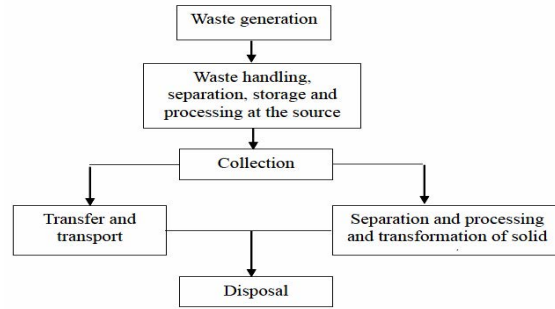 Waste generation
Waste handling,
separation, storage and
processing at the source
Collection
Transfer and
transport
Separation and processing
and transformation of solid
Disposal